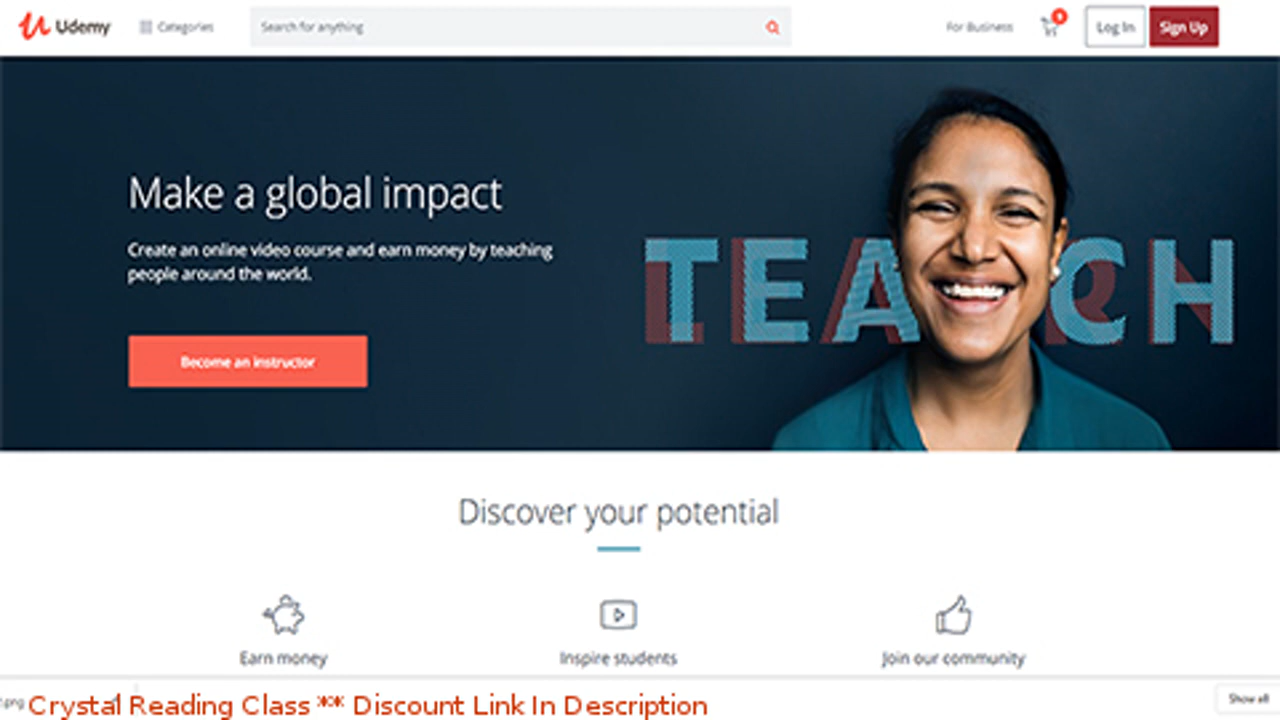 Udemy
Categories
Search for anything
For Business
Log In
Sign Up
Make a global impact
Create an online video course and earn money by teaching
people around the world.
Become an instructor
TEACH
Discover your potential
Earn money
Inspire students
Join our community
Crystal Reading Class ** Discount Link In Description
Show all